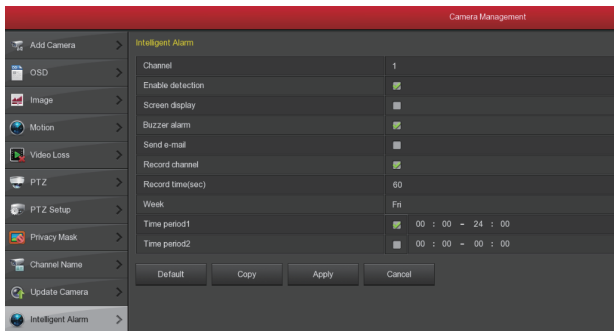 Camera Management
Add Camera
OSD
Image
Motion
Video Loss
PTZ
PTZ Setup
Privacy Mask
Channel Name
Update Camera
Intelligent Alarm
Intelligent Alarm
Channel 1
Enable detection
Screen display
Buzzer alarm
Send e-mail
Record channel
Record time(sec) 60
Week Fri
Time period1 00 : 00 - 24 : 00
Time period2 00 : 00 - 00 : 00
Default Copy Apply Cancel